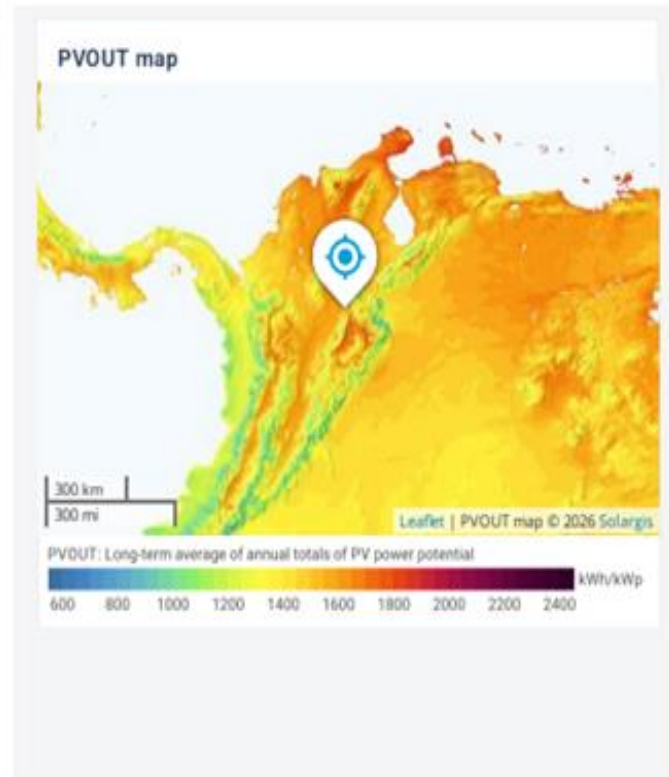 PVOUT map
300 km
300 mi
Leaflet | PVOUT map © 2026 Solargis
PVOUT: Long-term average of annual totals of PV power potential
kWh/kWp
600 800 1000 1200 1400 1600 1800 2000 2200 2400